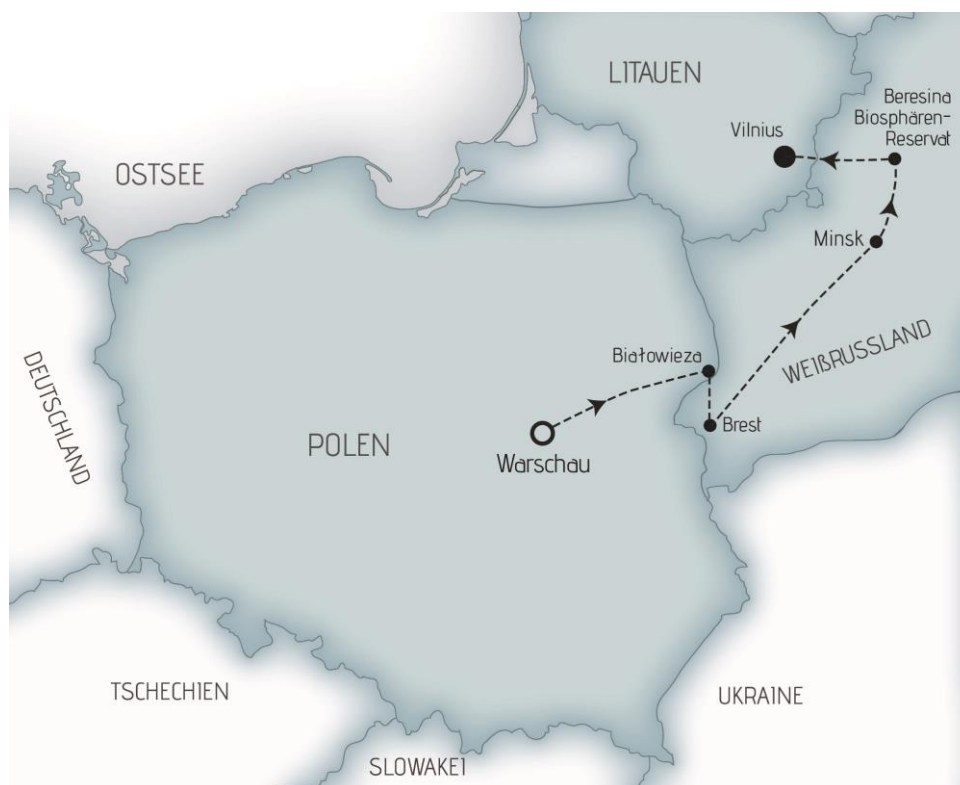 LITAUEN
Beresina
Biosphären-
Reservat
Vilnius
OSTSEE
Minsk
DEUTSCHLAND
Białowieza
WEIßRUSSLAND
POLEN
Brest
Warschau
TSCHECHIEN
UKRAINE
SLOWAKEI